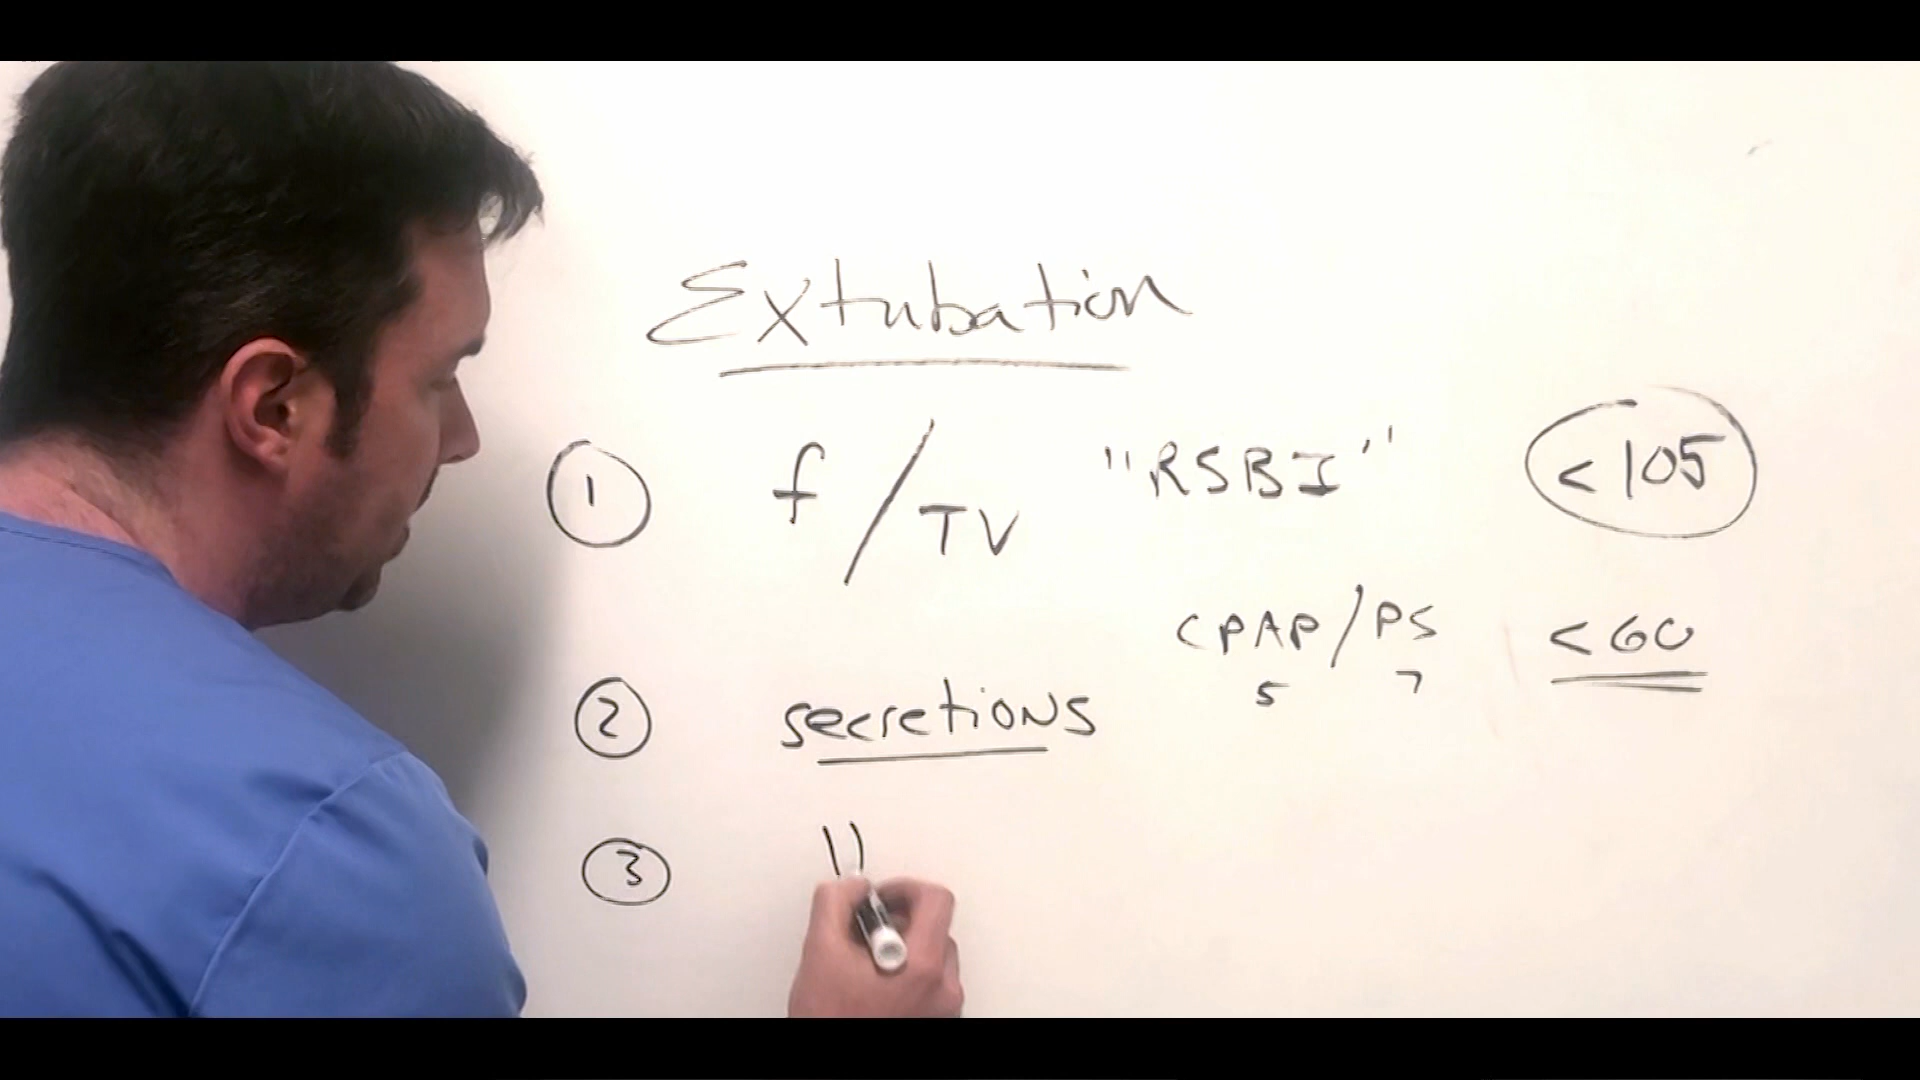 Extubation
① f/TV "RSBI" <105
CPAP/PS <60
5 7
② secretions
③